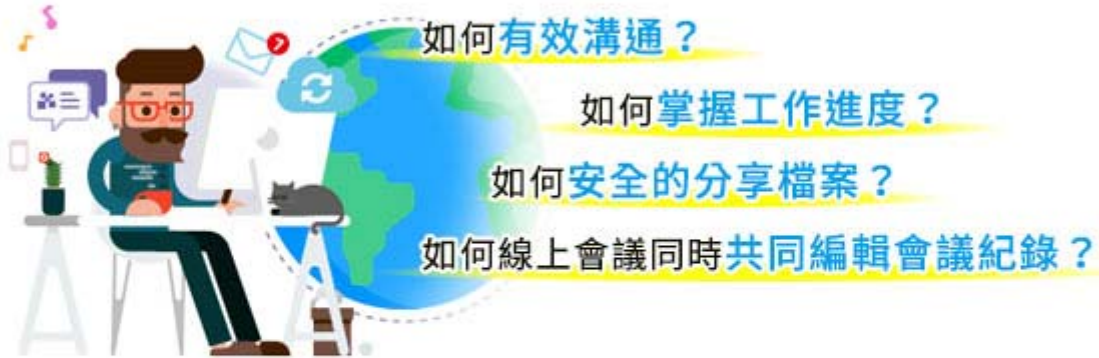 如何有效溝通？
如何掌握工作進度？
如何安全的分享檔案？
如何線上會議同時共同編輯會議紀錄？